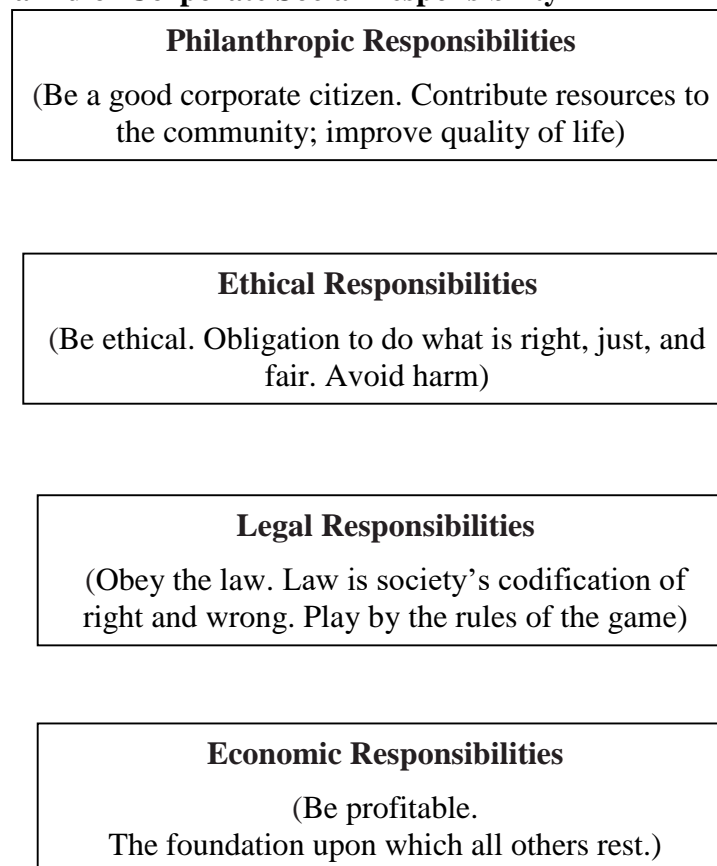 Philanthropic Responsibilities
(Be a good corporate citizen. Contribute resources to
the community; improve quality of life)
Ethical Responsibilities
(Be ethical. Obligation to do what is right, just, and
fair. Avoid harm)
Legal Responsibilities
(Obey the law. Law is society’s codification of
right and wrong. Play by the rules of the game)
Economic Responsibilities
(Be profitable.
The foundation upon which all others rest.)